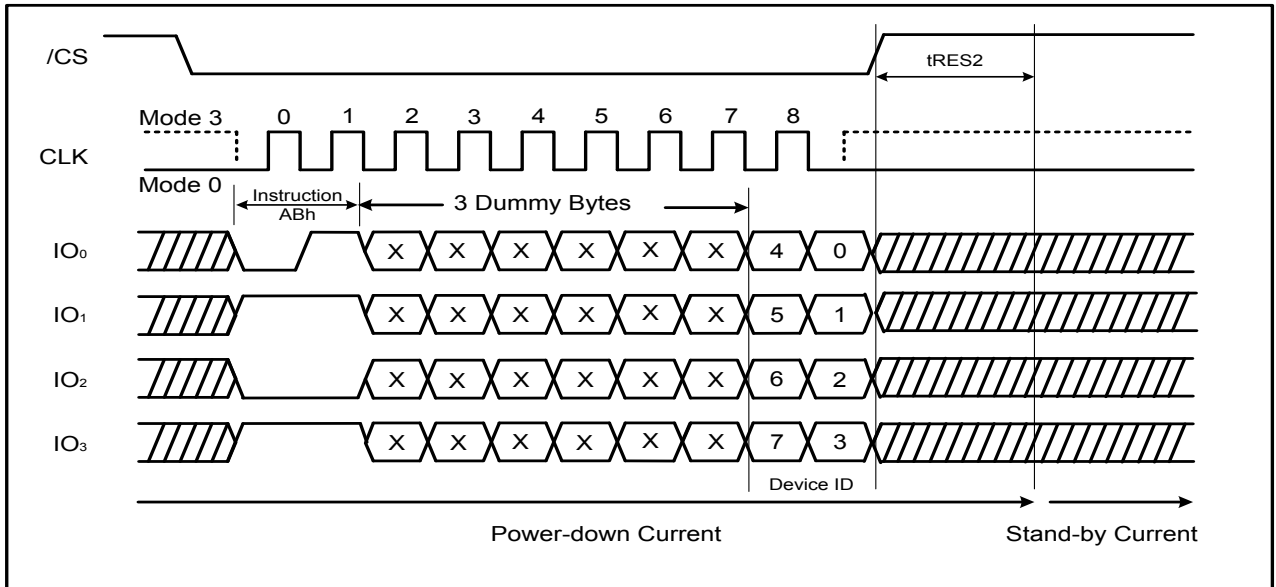 /CS
tRES2
Mode 3 0 1 2 3 4 5 6 7 8
CLK
Mode 0
Instruction
ABh
3 Dummy Bytes
IO₀ X X X X X X 4 0
IO₁ X X X X X X 5 1
IO₂ X X X X X X 6 2
IO₃ X X X X X X 7 3
Device ID
Power-down Current Stand-by Current